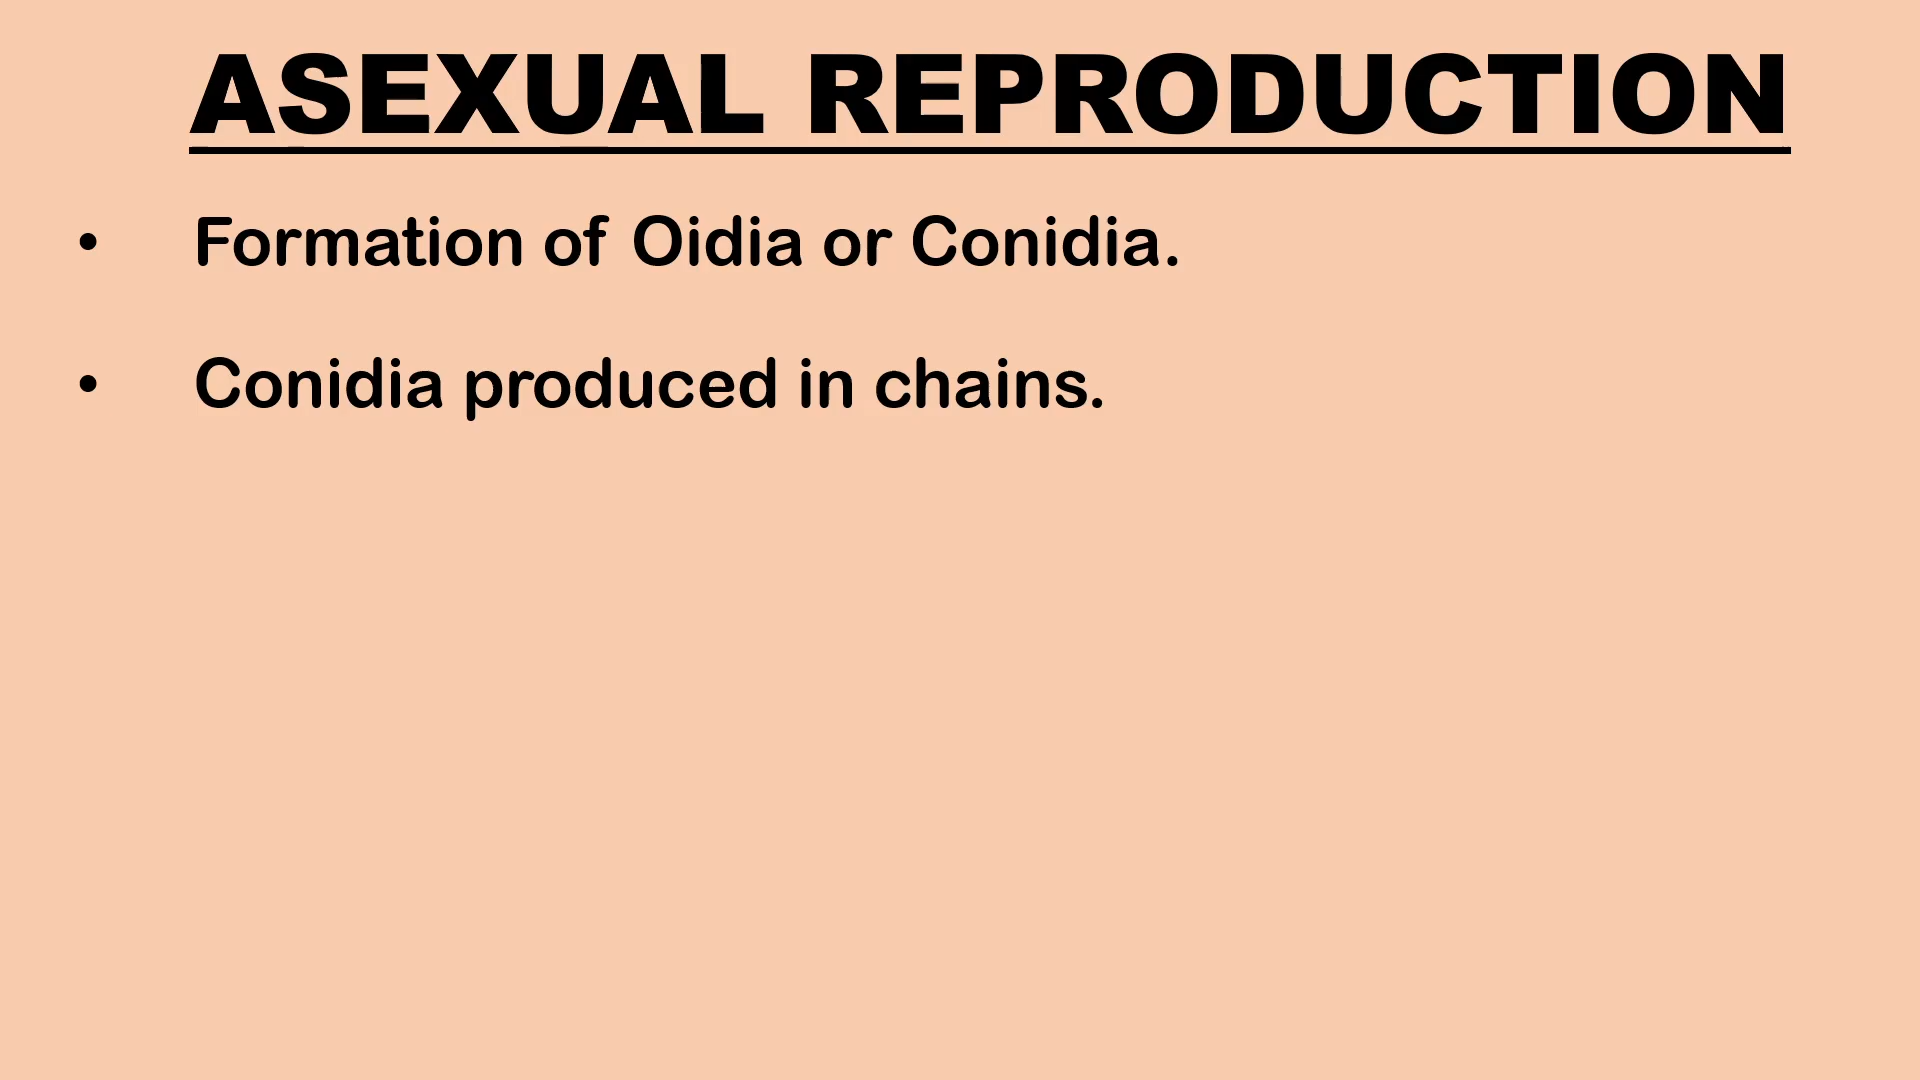 ASEXUAL REPRODUCTION
• Formation of Oidia or Conidia.
• Conidia produced in chains.